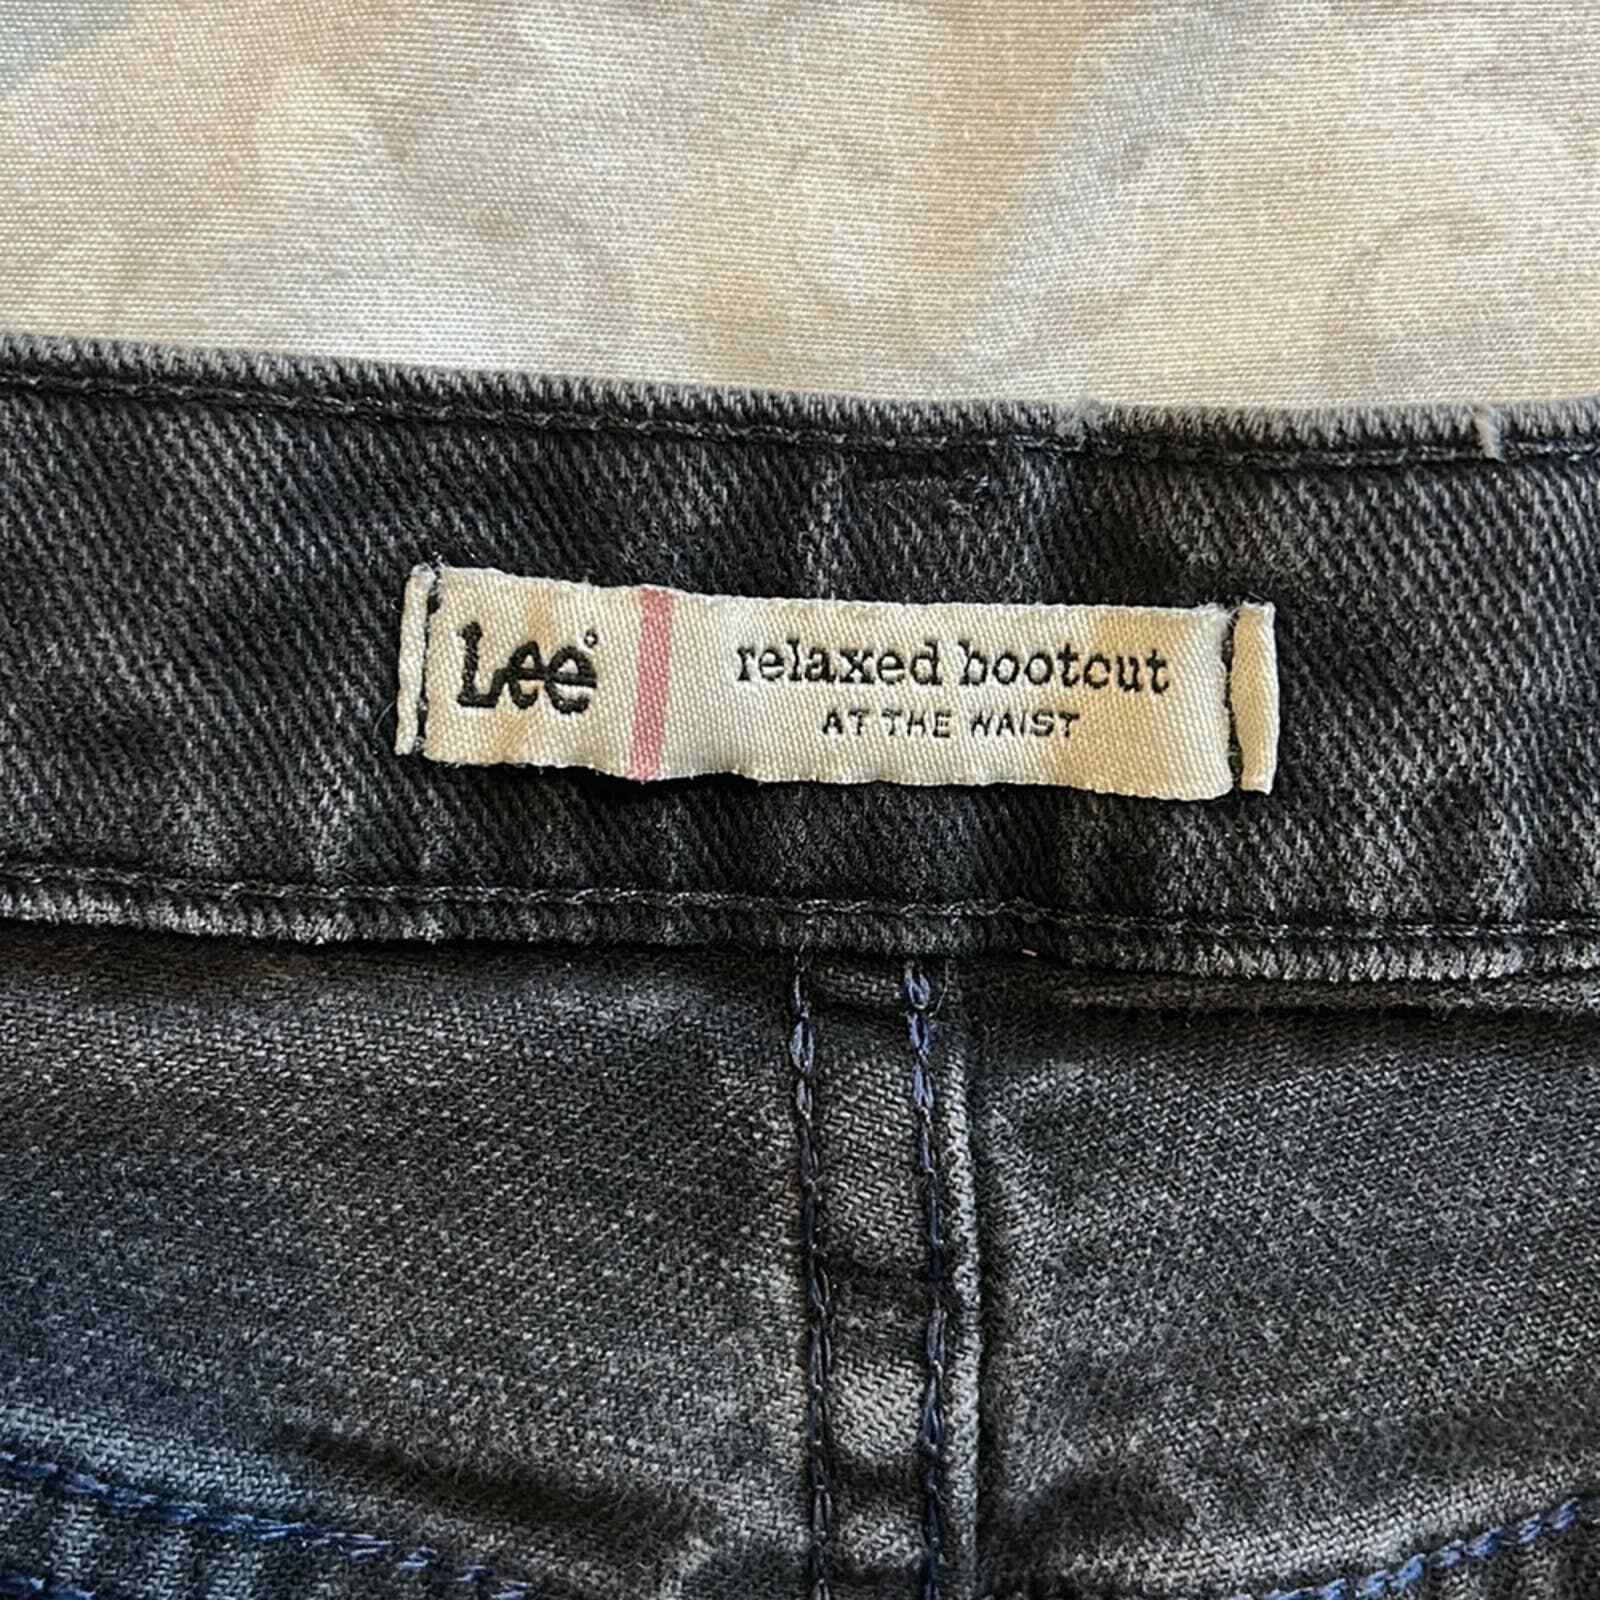 Lee® relaxed bootcut
AT THE WAIST